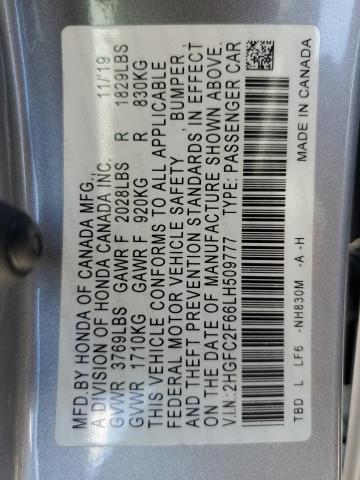 MFD.BY HONDA OF CANADA MFG.,
A DIVISION OF HONDA CANADA INC. 11/19
GVWR 3769LBS GAWR F 2028LBS R 1829LBS
GVWR 1710KG GAWR F 920KG R 830KG
THIS VEHICLE CONFORMS TO ALL APPLICABLE
FEDERAL MOTOR VEHICLE SAFETY , BUMPER ,
AND THEFT PREVENTION STANDARDS, IN EFFECT
ON THE DATE OF MANUFACTURE SHOWN ABOVE.
V.I.N.: 2HGFC2F66LH509777 TYPE: PASSENGER CAR
TBD L LF6 -NH830M -A -H MADE IN CANADA